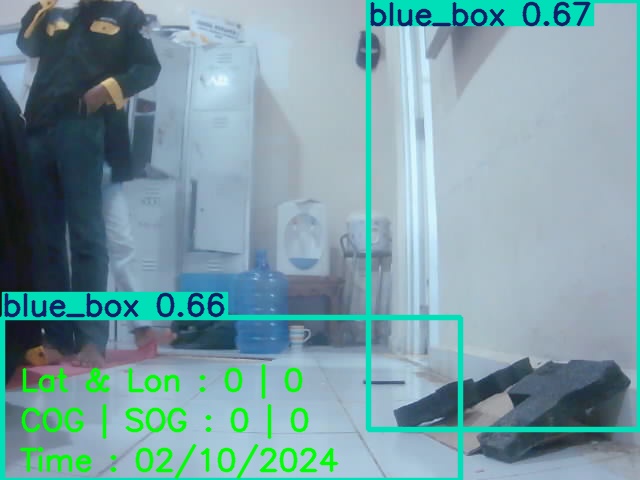 blue_box 0.67
blue_box 0.66
Lat & Lon : 0 | 0
COG | SOG : 0 | 0
Time : 02/10/2024